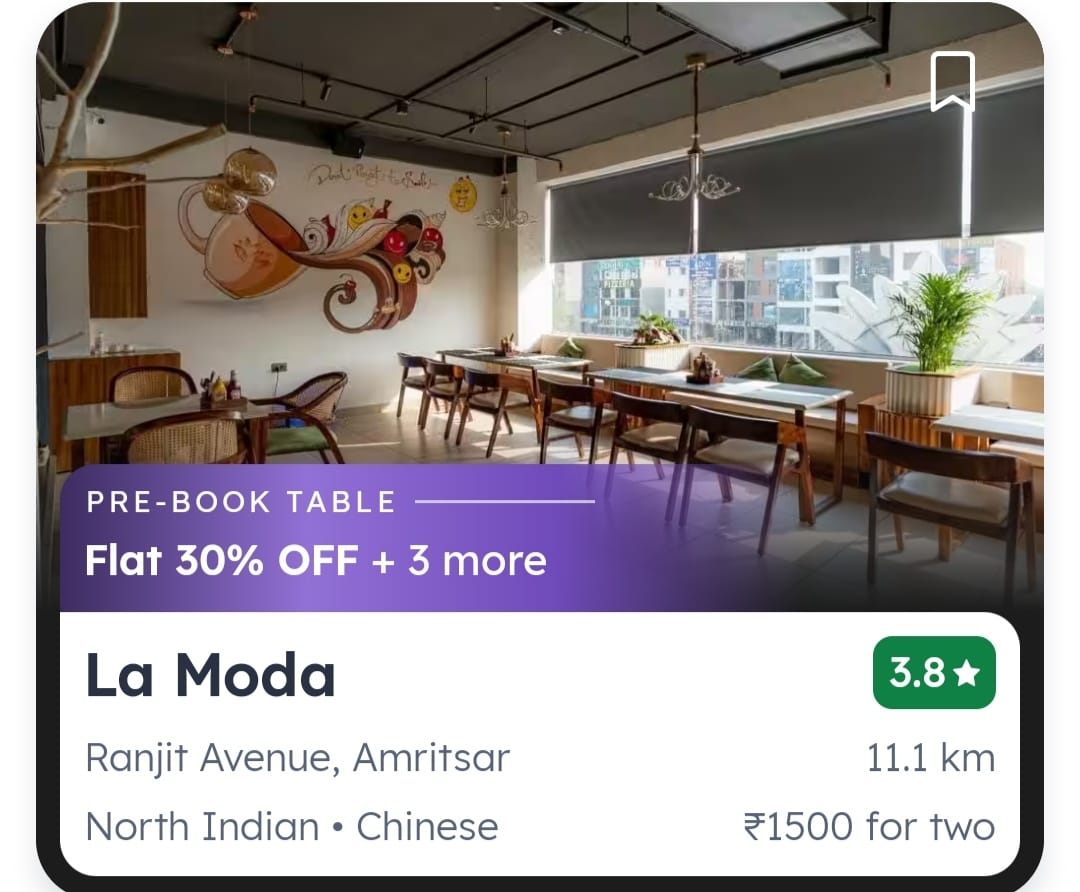 PRE-BOOK TABLE
Flat 30% OFF + 3 more
La Moda
3.8★
Ranjit Avenue, Amritsar
11.1 km
North Indian • Chinese
₹1500 for two